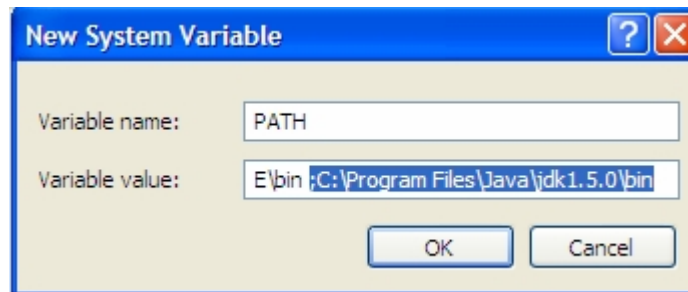 New System Variable
Variable name: PATH
Variable value: E\bin ;C:\Program Files\Java\jdk1.5.0\bin
OK Cancel